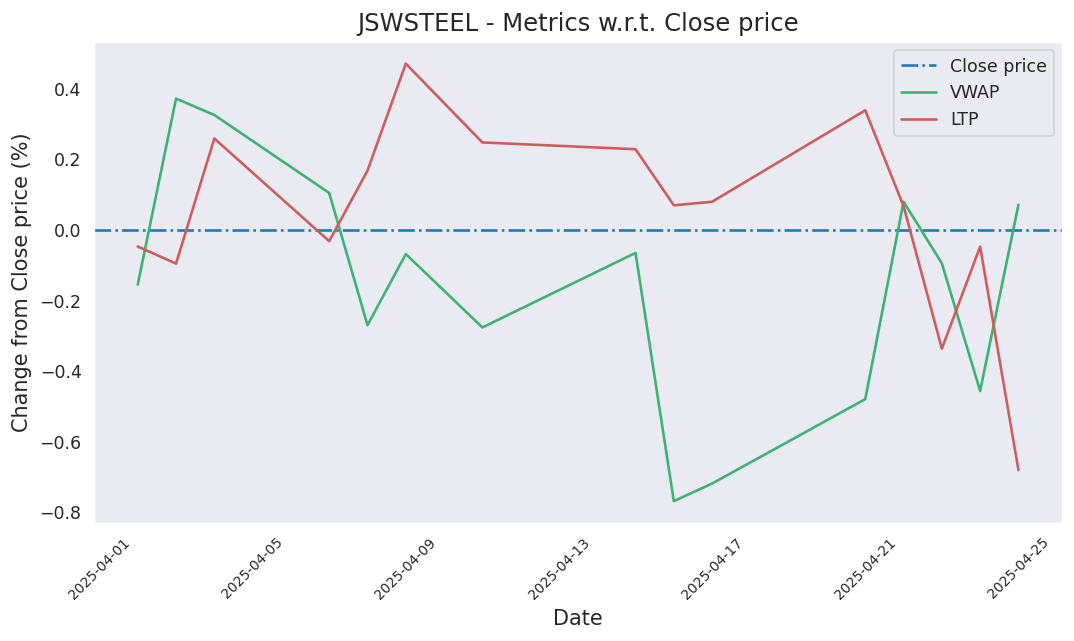 JSWSTEEL - Metrics w.r.t. Close price
Close price
VWAP
LTP
Change from Close price (%)
0.4
0.2
0.0
−0.2
−0.4
−0.6
−0.8
2025-04-01
2025-04-05
2025-04-09
2025-04-13
2025-04-17
2025-04-21
2025-04-25
Date